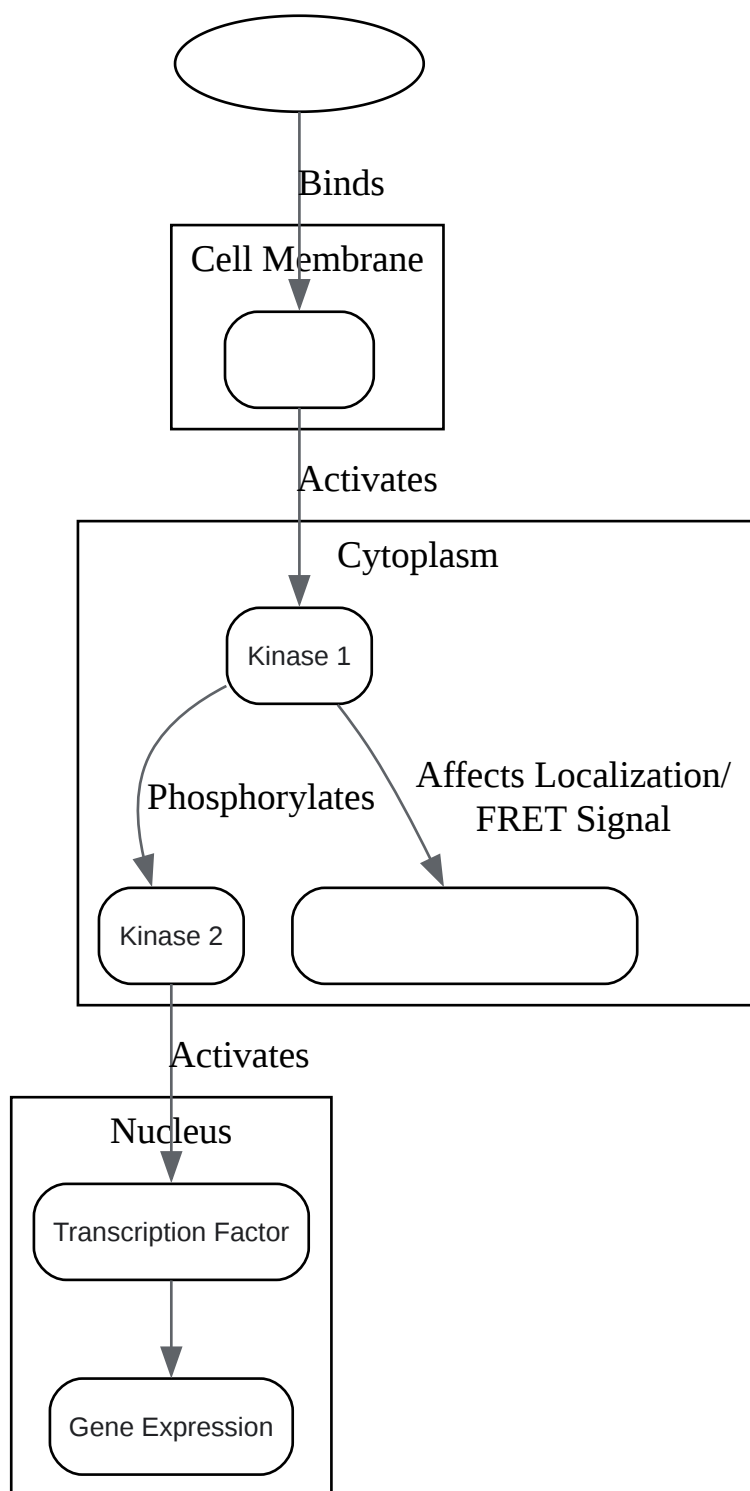 Binds
Cell Membrane
Activates
Cytoplasm
Kinase 1
Phosphorylates
Affects Localization/
FRET Signal
Kinase 2
Activates
Nucleus
Transcription Factor
Gene Expression